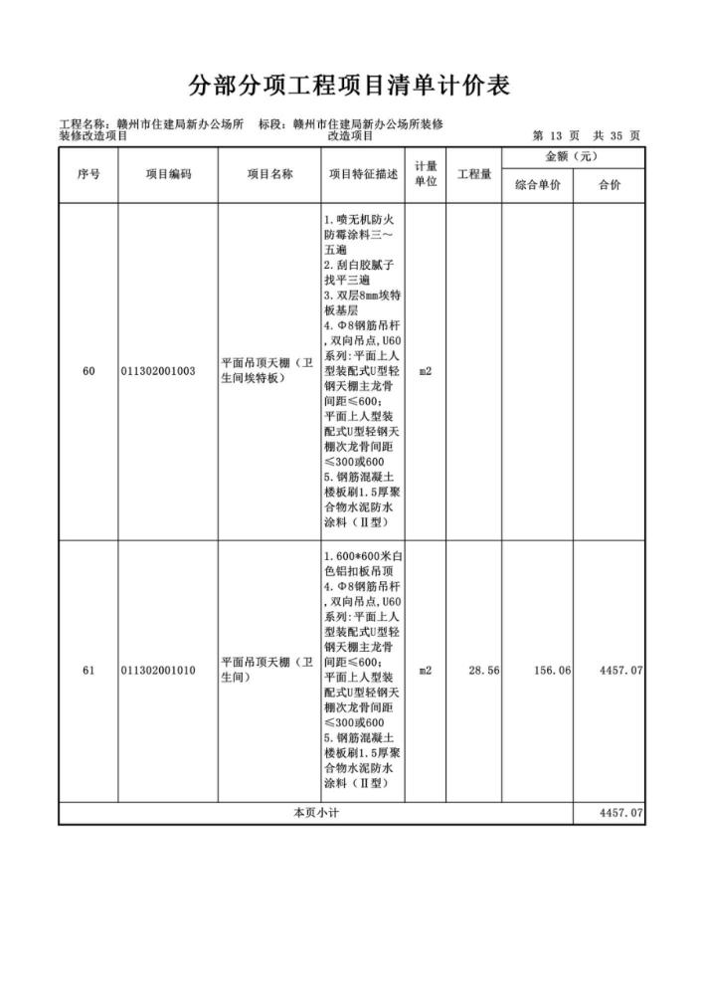 分部分项工程项目清单计价表
工程名称：赣州市住建局新办公场所
装修改造项目
标段：赣州市住建局新办公场所装修
改造项目
第 13 页 共 35 页
序号
项目编码
项目名称
项目特征描述
计量
单位
工程量
金额（元）
综合单价
合价
60
011302001003
平面吊顶天棚（卫
生间埃特板）
1.喷无机防火
防霉涂料三～
五遍
2.刮白胶腻子
找平三遍
3.双层8mm埃特
板基层
4.Φ8钢筋吊杆
,双向吊点,U60
系列:平面上人
型装配式U型轻
钢天棚主龙骨
间距≤600；
平面上人型装
配式U型轻钢天
棚次龙骨间距
≤300或600
5.钢筋混凝土
楼板刷1.5厚聚
合物水泥防水
涂料（Ⅱ型）
m2
61
011302001010
平面吊顶天棚（卫
生间）
1.600*600米白
色铝扣板吊顶
4.Φ8钢筋吊杆
,双向吊点,U60
系列:平面上人
型装配式U型轻
钢天棚主龙骨
间距≤600；
平面上人型装
配式U型轻钢天
棚次龙骨间距
≤300或600
5.钢筋混凝土
楼板刷1.5厚聚
合物水泥防水
涂料（Ⅱ型）
m2
28.56
156.06
4457.07
本页小计
4457.07